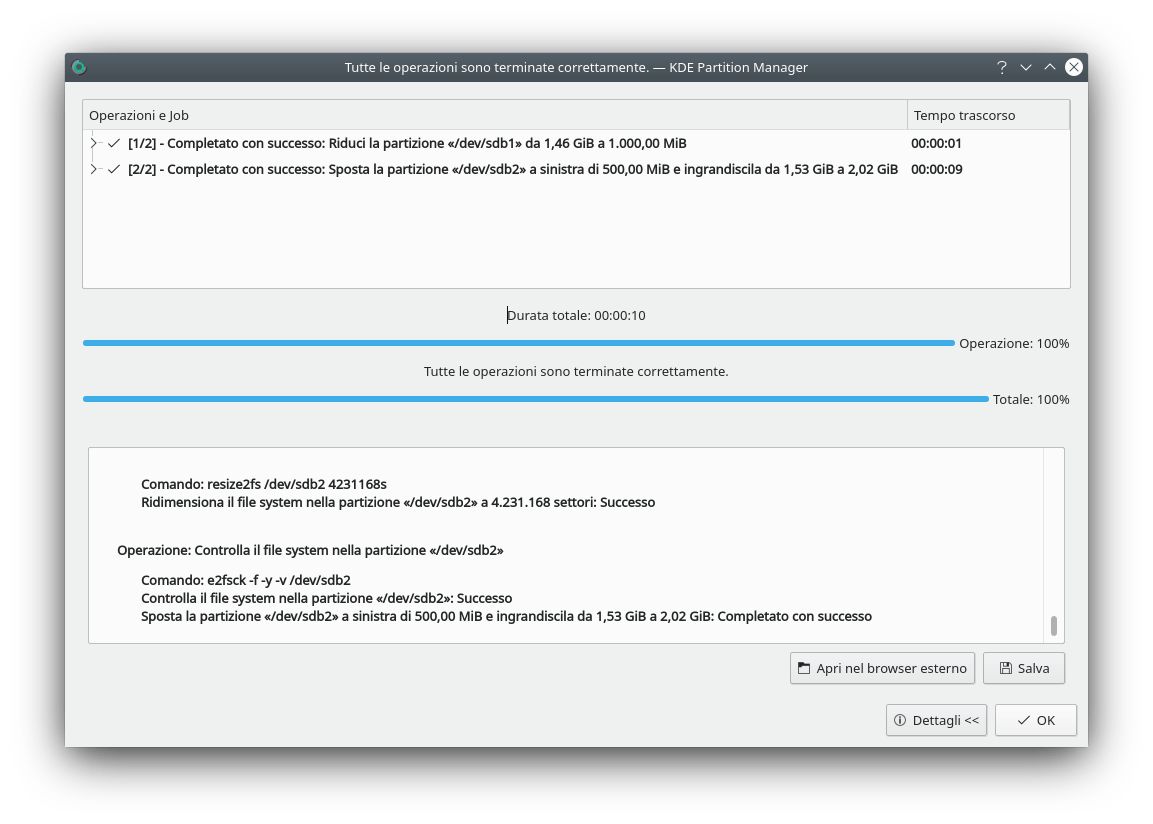 Tutte le operazioni sono terminate correttamente. — KDE Partition Manager
Operazioni e Job
Tempo trascorso
[1/2] - Completato con successo: Riduci la partizione «/dev/sdb1» da 1,46 GiB a 1.000,00 MiB 00:00:01
[2/2] - Completato con successo: Sposta la partizione «/dev/sdb2» a sinistra di 500,00 MiB e ingrandiscila da 1,53 GiB a 2,02 GiB 00:00:09
Durata totale: 00:00:10
Operazione: 100%
Tutte le operazioni sono terminate correttamente.
Totale: 100%
Comando: resize2fs /dev/sdb2 4231168s
Ridimensiona il file system nella partizione «/dev/sdb2» a 4.231.168 settori: Successo
Operazione: Controlla il file system nella partizione «/dev/sdb2»
Comando: e2fsck -f -y -v /dev/sdb2
Controlla il file system nella partizione «/dev/sdb2»: Successo
Sposta la partizione «/dev/sdb2» a sinistra di 500,00 MiB e ingrandiscila da 1,53 GiB a 2,02 GiB: Completato con successo
Apri nel browser esterno
Salva
Dettagli <<
OK